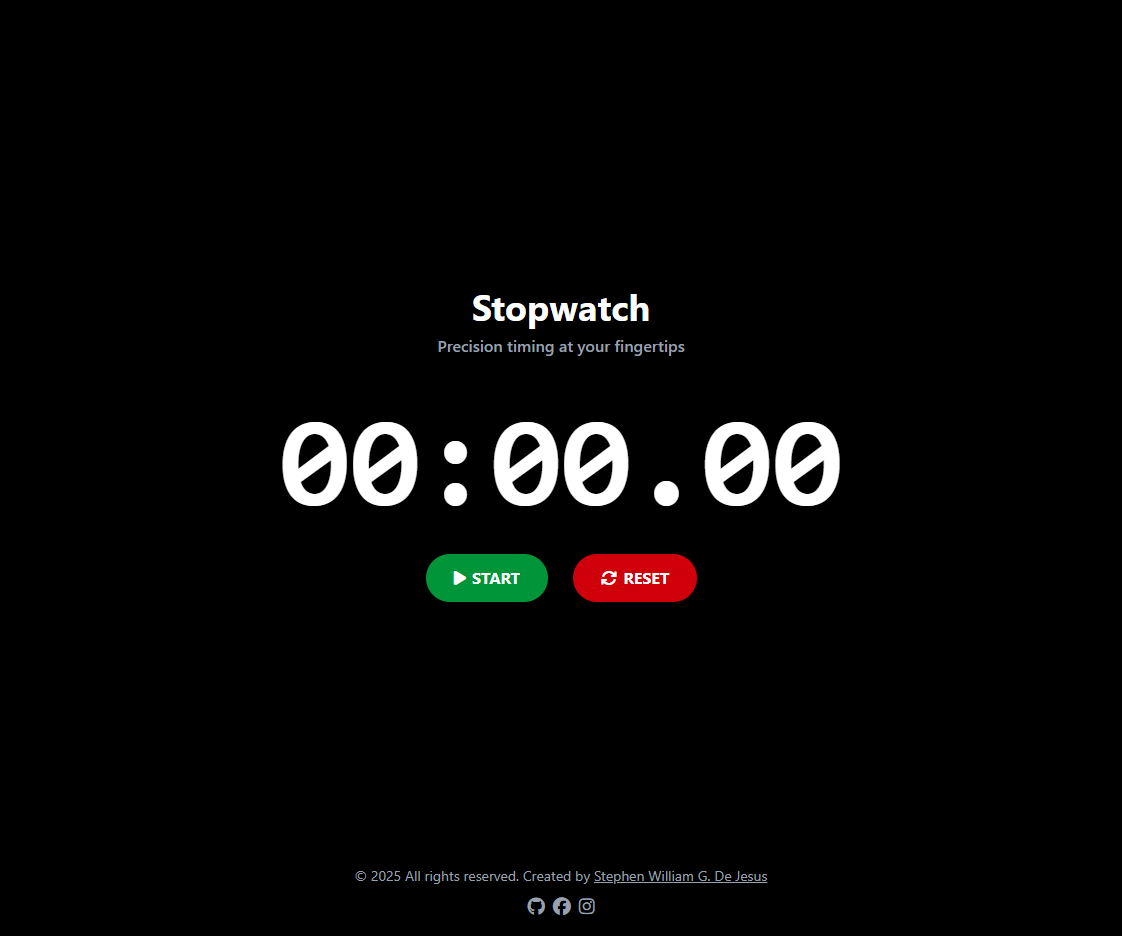 Stopwatch
Precision timing at your fingertips
00:00.00
START
RESET
© 2025 All rights reserved. Created by Stephen William G. De Jesus